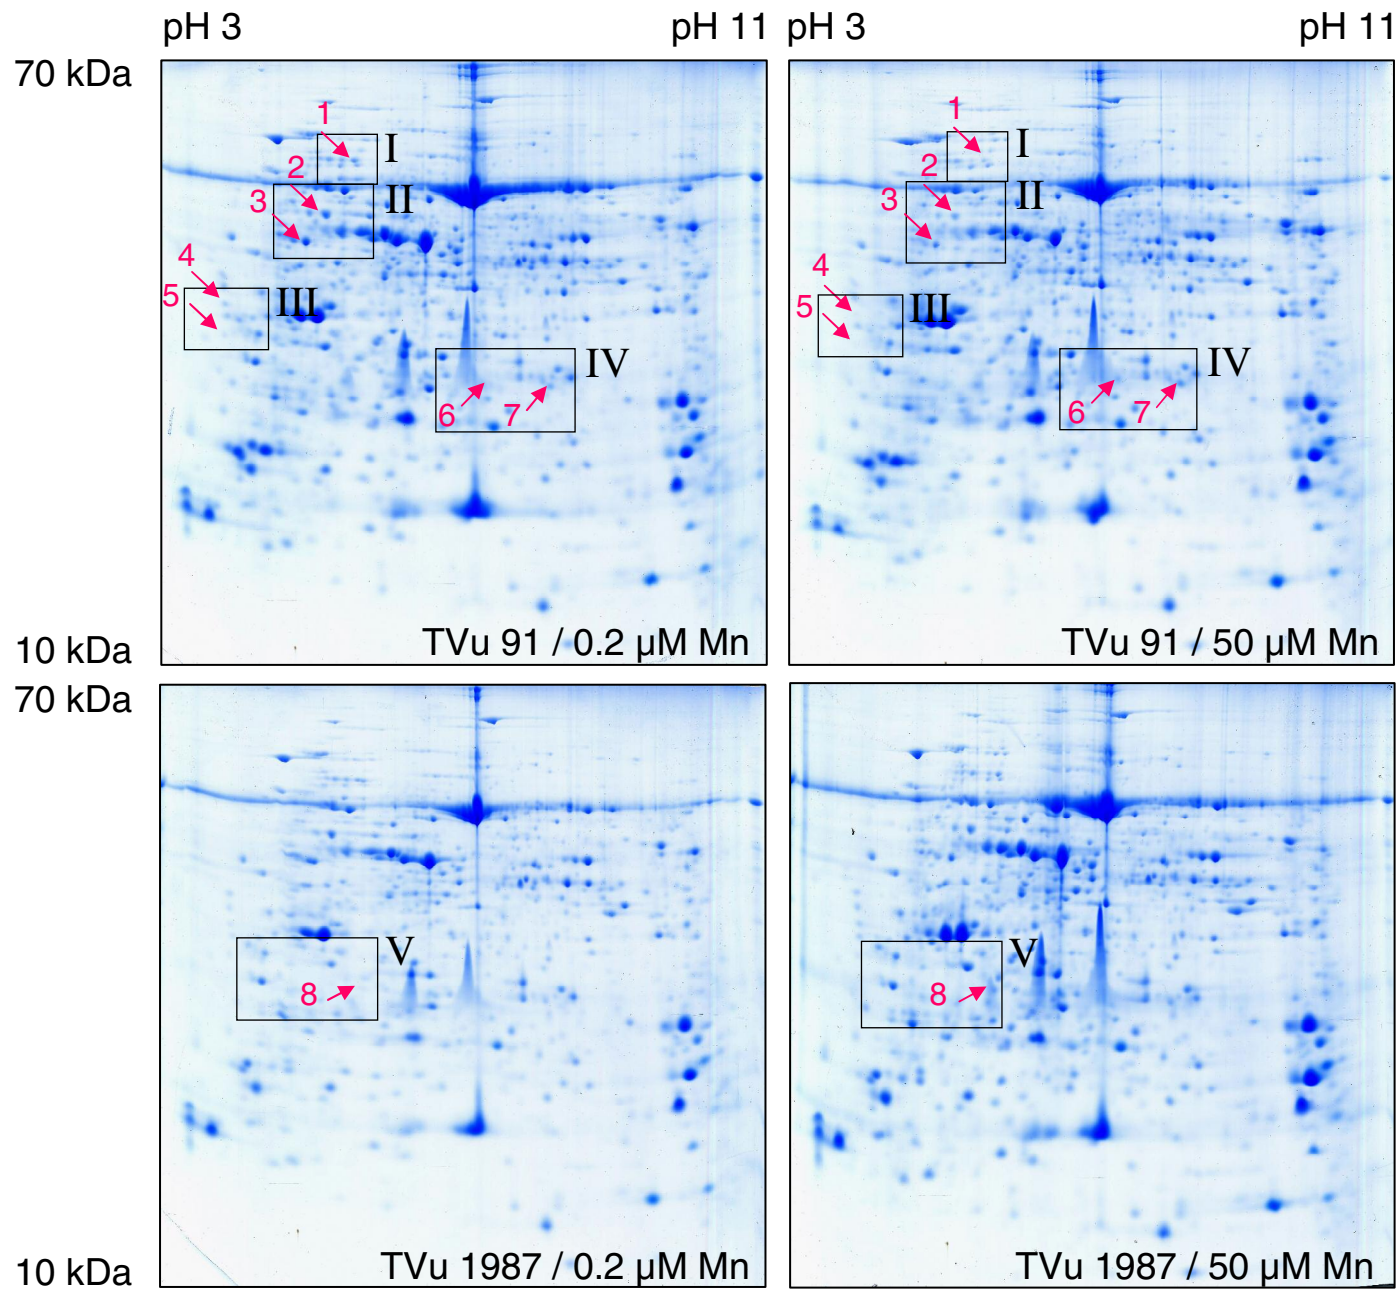 pH 3 pH 11 pH 3 pH 11
70 kDa
1 I 1 I
2 II 2 II
3 3
4 4
5 III 5 III
IV IV
6 7 6 7
TVu 91 / 0.2 µM Mn TVu 91 / 50 µM Mn
10 kDa
70 kDa
V V
8 8
TVu 1987 / 0.2 µM Mn TVu 1987 / 50 µM Mn
10 kDa